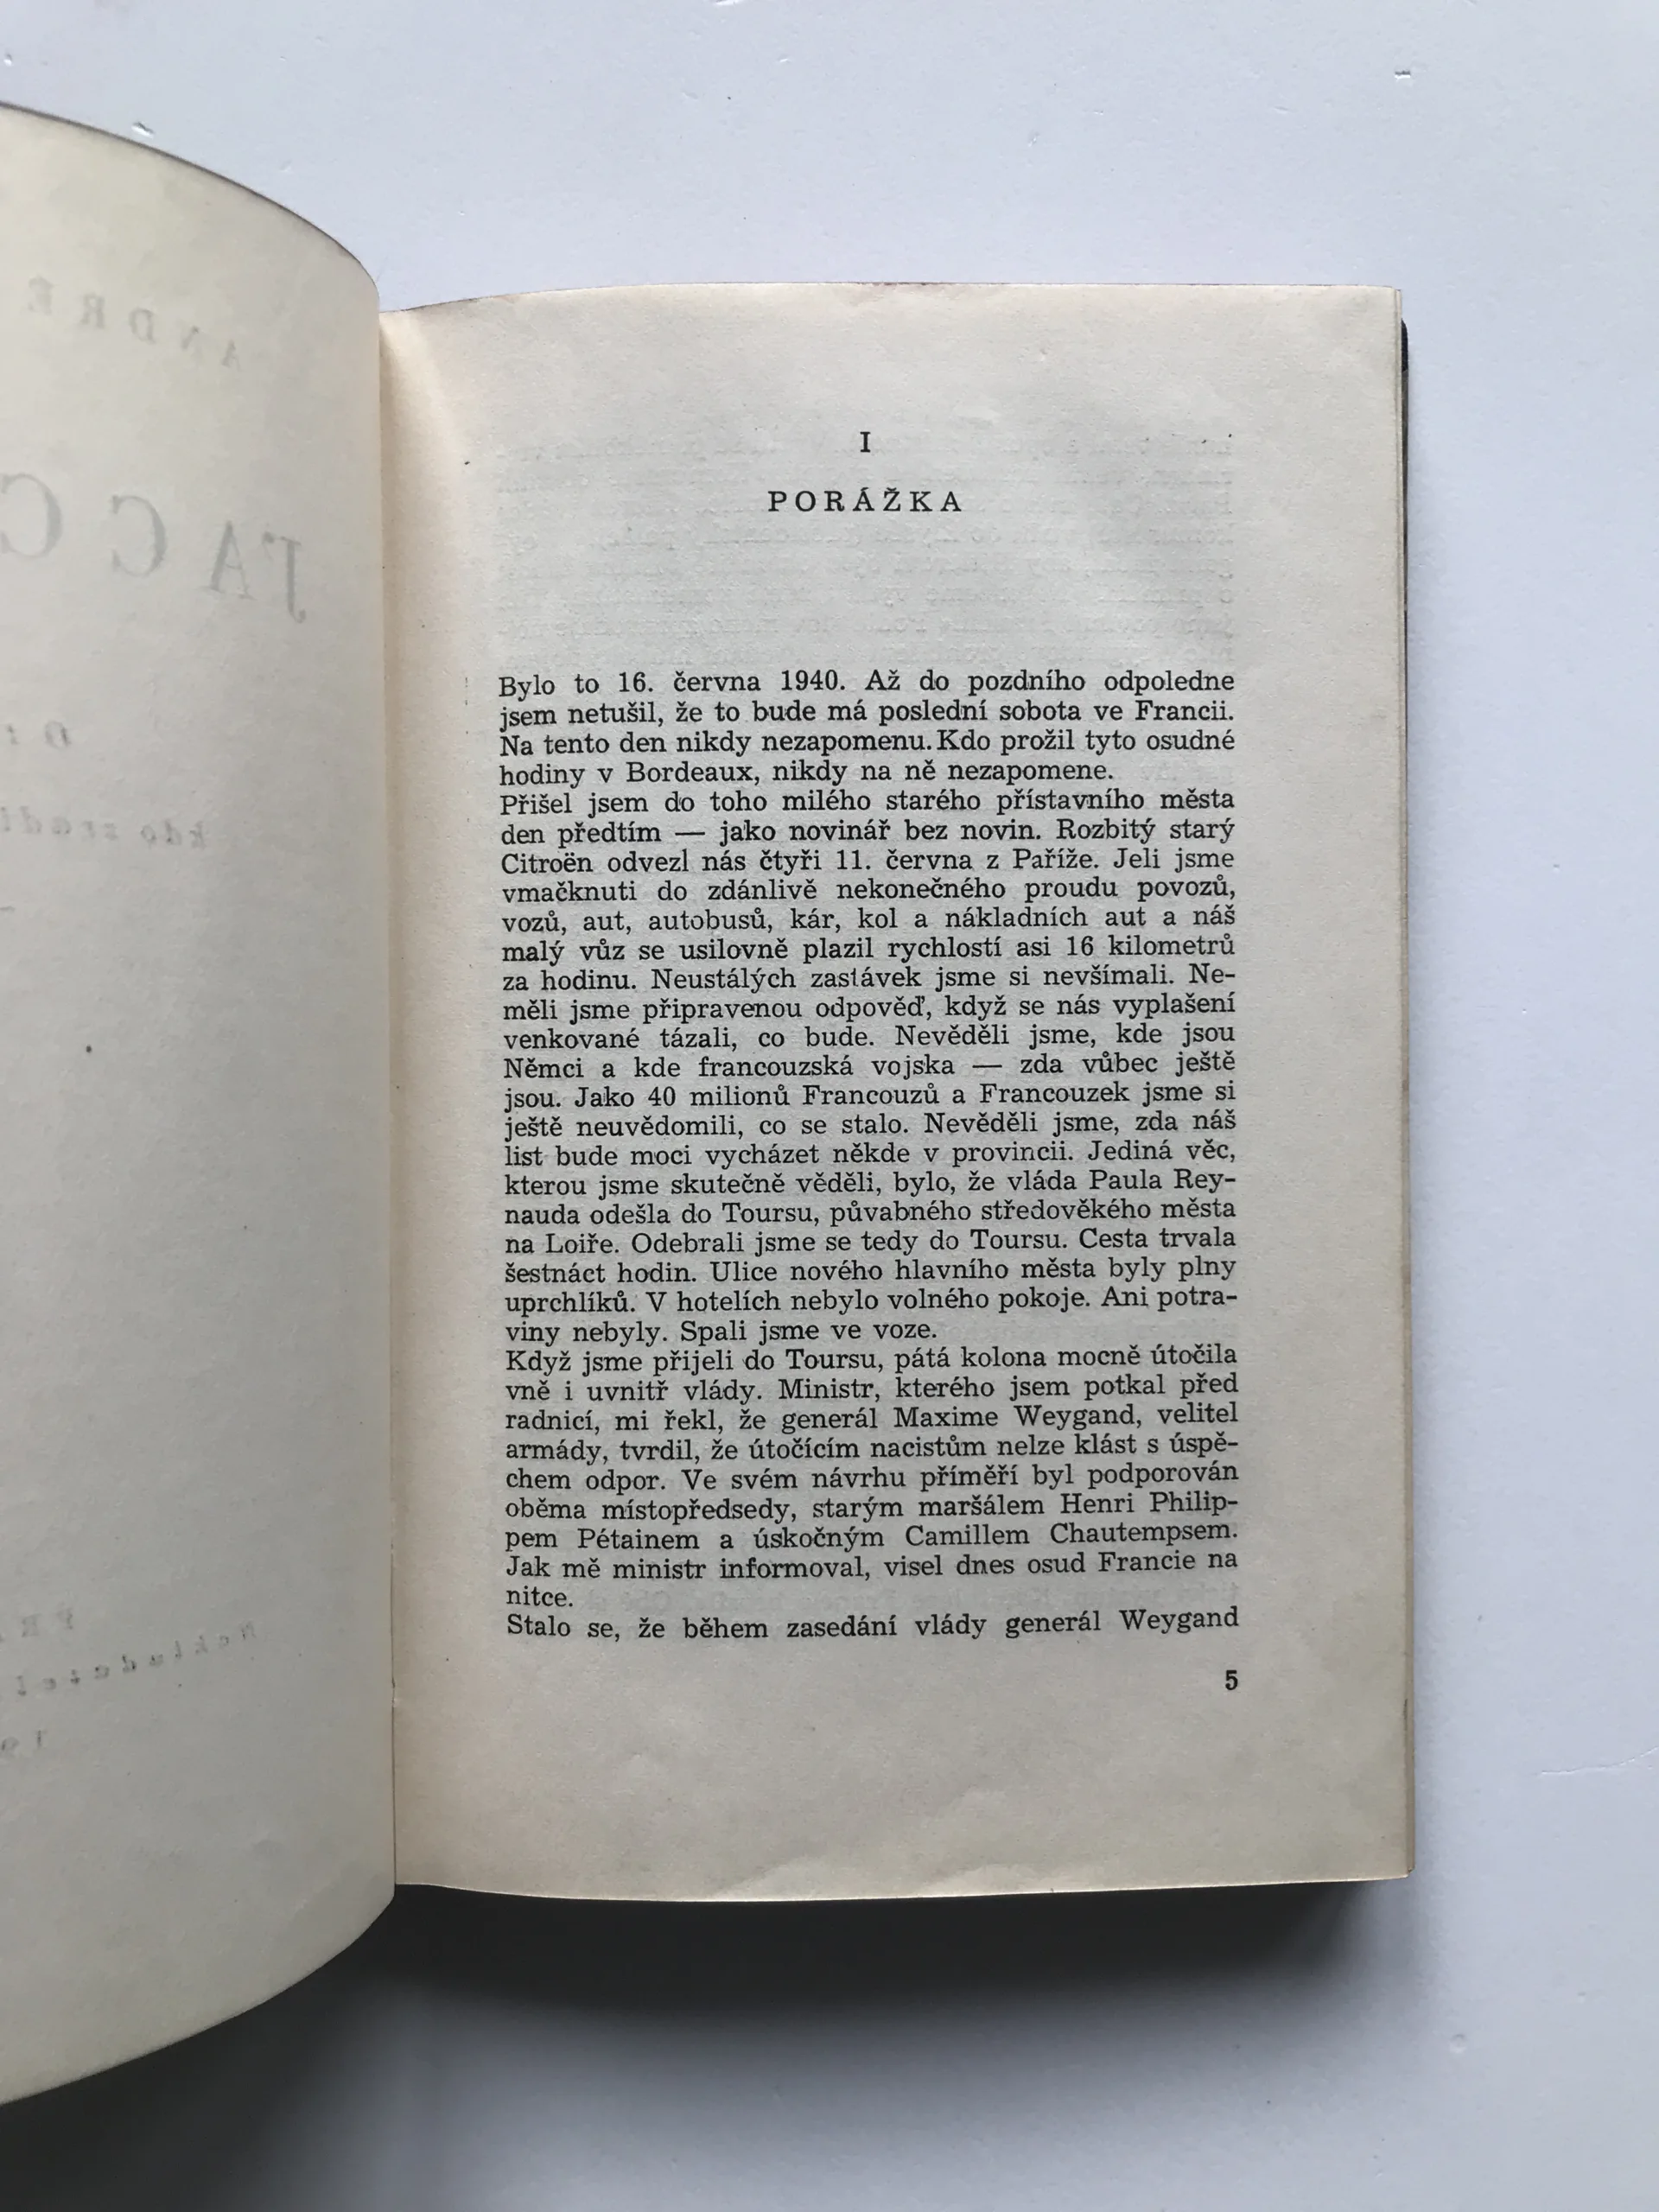 ANDRE
I
PORÁŽKA
Bylo to 16. června 1940. Až do pozdního odpoledne
jsem netušil, že to bude má poslední sobota ve Francii.
Na tento den nikdy nezapomenu. Kdo prožil tyto osudné
hodiny v Bordeaux, nikdy na ně nezapomene.
Přišel jsem do toho milého starého přístavního města
den předtím — jako novinář bez novin. Rozbitý starý
Citroën odvezl nás čtyři 11. června z Paříže. Jeli jsme
vmačknuti do zdánlivě nekonečného proudu povozů,
vozů, aut, autobusů, kár, kol a nákladních aut a náš
malý vůz se usilovně plazil rychlostí asi 16 kilometrů
za hodinu. Neustálých zastávek jsme si nevšímali. Ne-
měli jsme připravenou odpověď, když se nás vyplašení
venkované tázali, co bude. Nevěděli jsme, kde jsou
Němci a kde francouzská vojska — zda vůbec ještě
jsou. Jako 40 milionů Francouzů a Francouzek jsme si
ještě neuvědomili, co se stalo. Nevěděli jsme, zda náš
list bude moci vycházet někde v provincii. Jediná věc,
kterou jsme skutečně věděli, bylo, že vláda Paula Rey-
nauda odešla do Toursu, půvabného středověkého města
na Loiře. Odebrali jsme se tedy do Toursu. Cesta trvala
šestnáct hodin. Ulice nového hlavního města byly plny
uprchlíků. V hotelích nebylo volného pokoje. Ani potra-
viny nebyly. Spali jsme ve voze.
Když jsme přijeli do Toursu, pátá kolona mocně útočila
vně i uvnitř vlády. Ministr, kterého jsem potkal před
radnicí, mi řekl, že generál Maxime Weygand, velitel
armády, tvrdil, že útočícím nacistům nelze klást s úspě-
chem odpor. Ve svém návrhu příměří byl podporován
oběma místopředsedy, starým maršálem Henri Philip-
pem Pétainem a úskočným Camillem Chautempsem.
Jak mě ministr informoval, visel dnes osud Francie na
nitce.
Stalo se, že během zasedání vlády generál Weygand
5